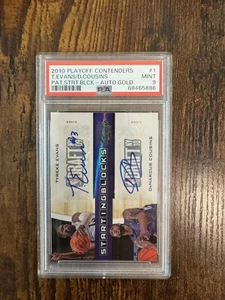 2010 PLAYOFF CONTENDERS #1
T.EVANS/D.COUSINS MINT
PAT.STRT.BLCK - AUTO.GOLD 9
PSA 68465886
TYREKE EVANS
STARTINGBLOCKS
DeMARCUS COUSINS